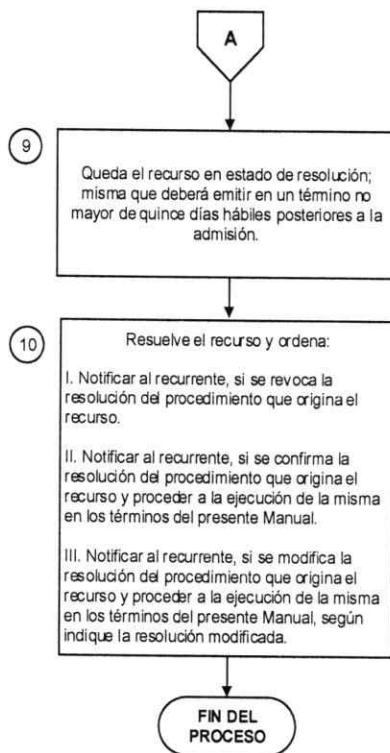 A
9
Queda el recurso en estado de resolución;
misma que deberá emitir en un término no
mayor de quince días hábiles posteriores a la
admisión.
10
Resuelve el recurso y ordena:
I. Notificar al recurrente, si se revoca la
resolución del procedimiento que origina el
recurso.
II. Notificar al recurrente, si se confirma la
resolución del procedimiento que origina el
recurso y proceder a la ejecución de la misma
en los términos del presente Manual.
III. Notificar al recurrente, si se modifica la
resolución del procedimiento que origina el
recurso y proceder a la ejecución de la misma
en los términos del presente Manual, según
indique la resolución modificada.
FIN DEL
PROCESO